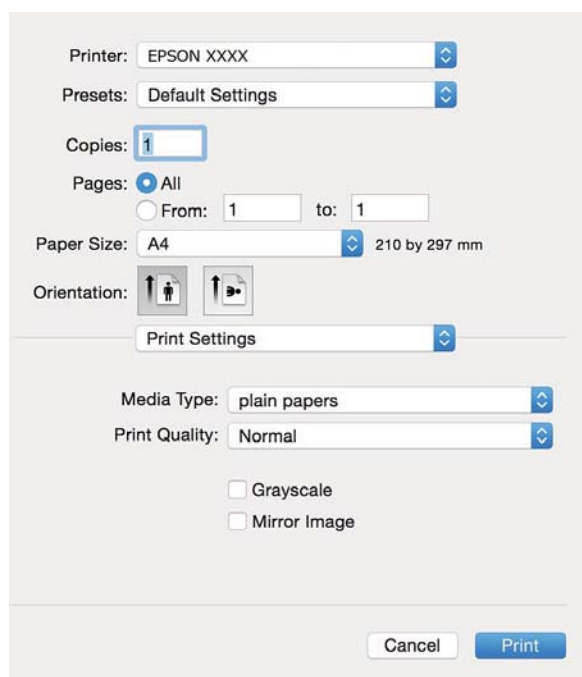 Printer: EPSON XXXX
Presets: Default Settings
Copies: 1
Pages: All
From: 1 to: 1
Paper Size: A4 210 by 297 mm
Orientation:
Print Settings
Media Type: plain papers
Print Quality: Normal
Grayscale
Mirror Image
Cancel Print